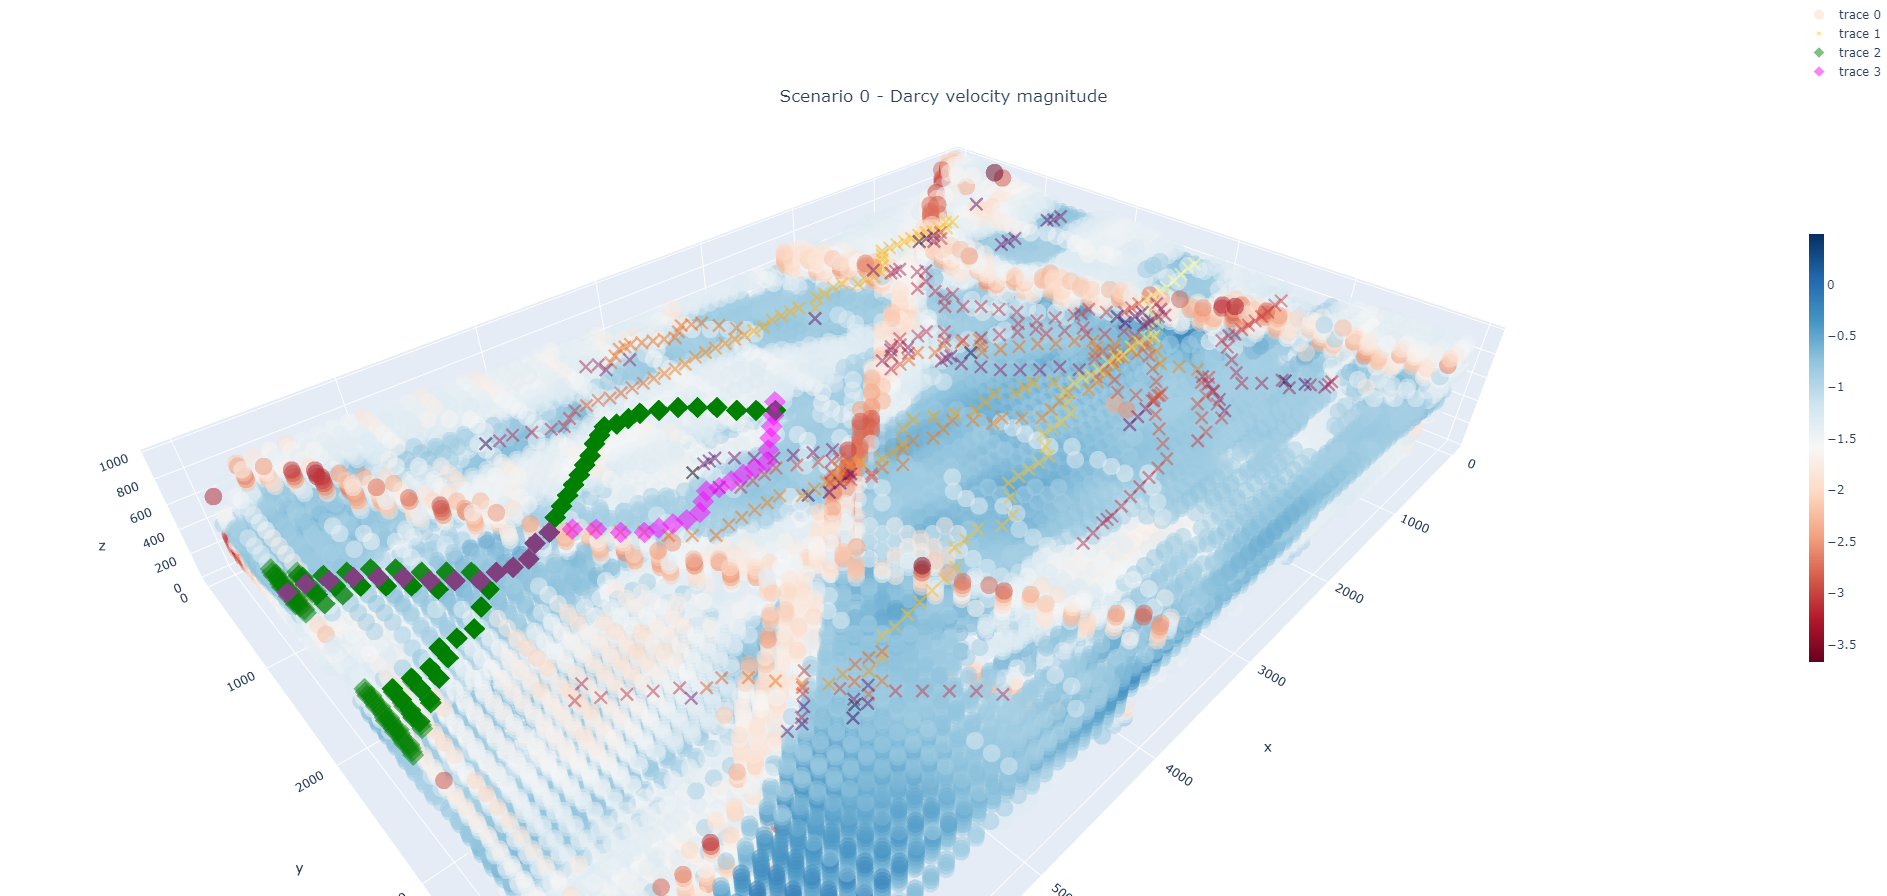 trace 0
trace 1
trace 2
trace 3
Scenario 0 - Darcy velocity magnitude
0
−0.5
−1
−1.5
−2
−2.5
−3
−3.5
1000
800
600
400
200
0
z
0
1000
2000
y
0
1000
2000
3000
4000
x